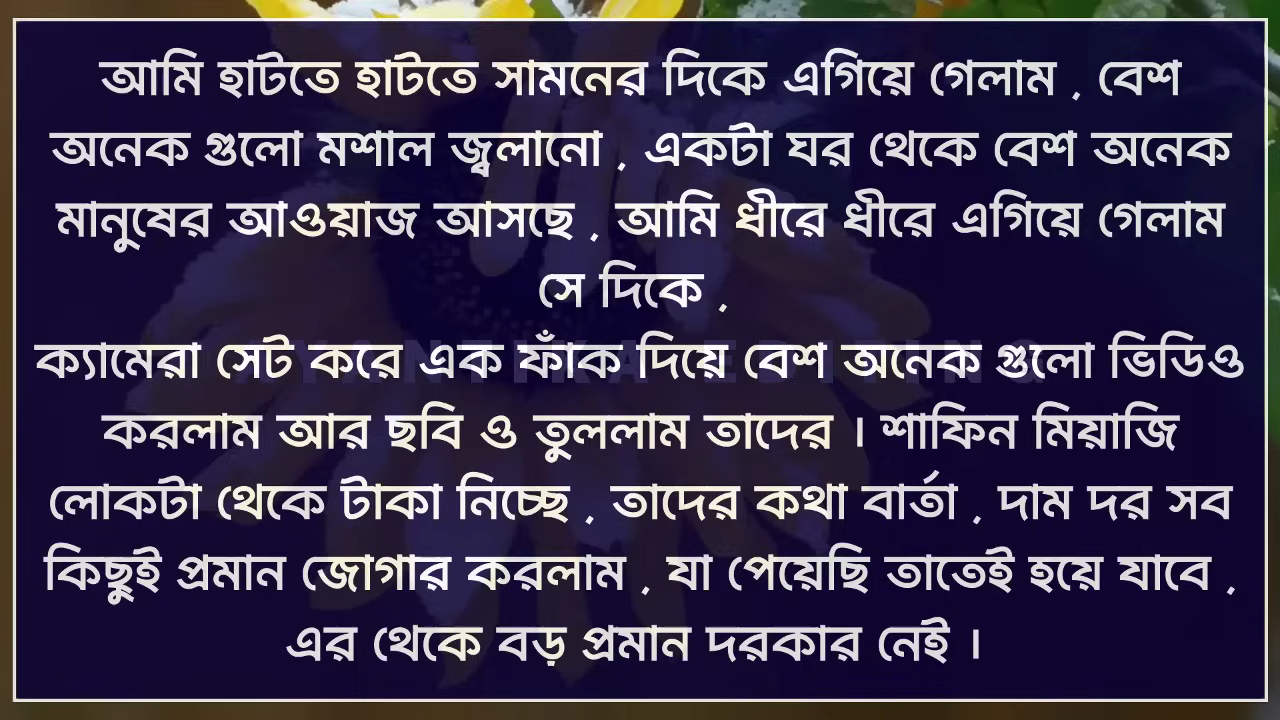 আমি হাটতে হাটতে সামনের দিকে এগিয়ে গেলাম , বেশ
অনেক গুলো মশাল জ্বলানো , একটা ঘর থেকে বেশ অনেক
মানুষের আওয়াজ আসছে , আমি ধীরে ধীরে এগিয়ে গেলাম
সে দিকে ,
ক্যামেরা সেট করে এক ফাঁক দিয়ে বেশ অনেক গুলো ভিডিও
করলাম আর ছবি ও তুললাম তাদের । শাফিন মিয়াজি
লোকটা থেকে টাকা নিচ্ছে , তাদের কথা বার্তা , দাম দর সব
কিছুই প্রমান জোগার করলাম , যা পেয়েছি তাতেই হয়ে যাবে ,
এর থেকে বড় প্রমান দরকার নেই ।